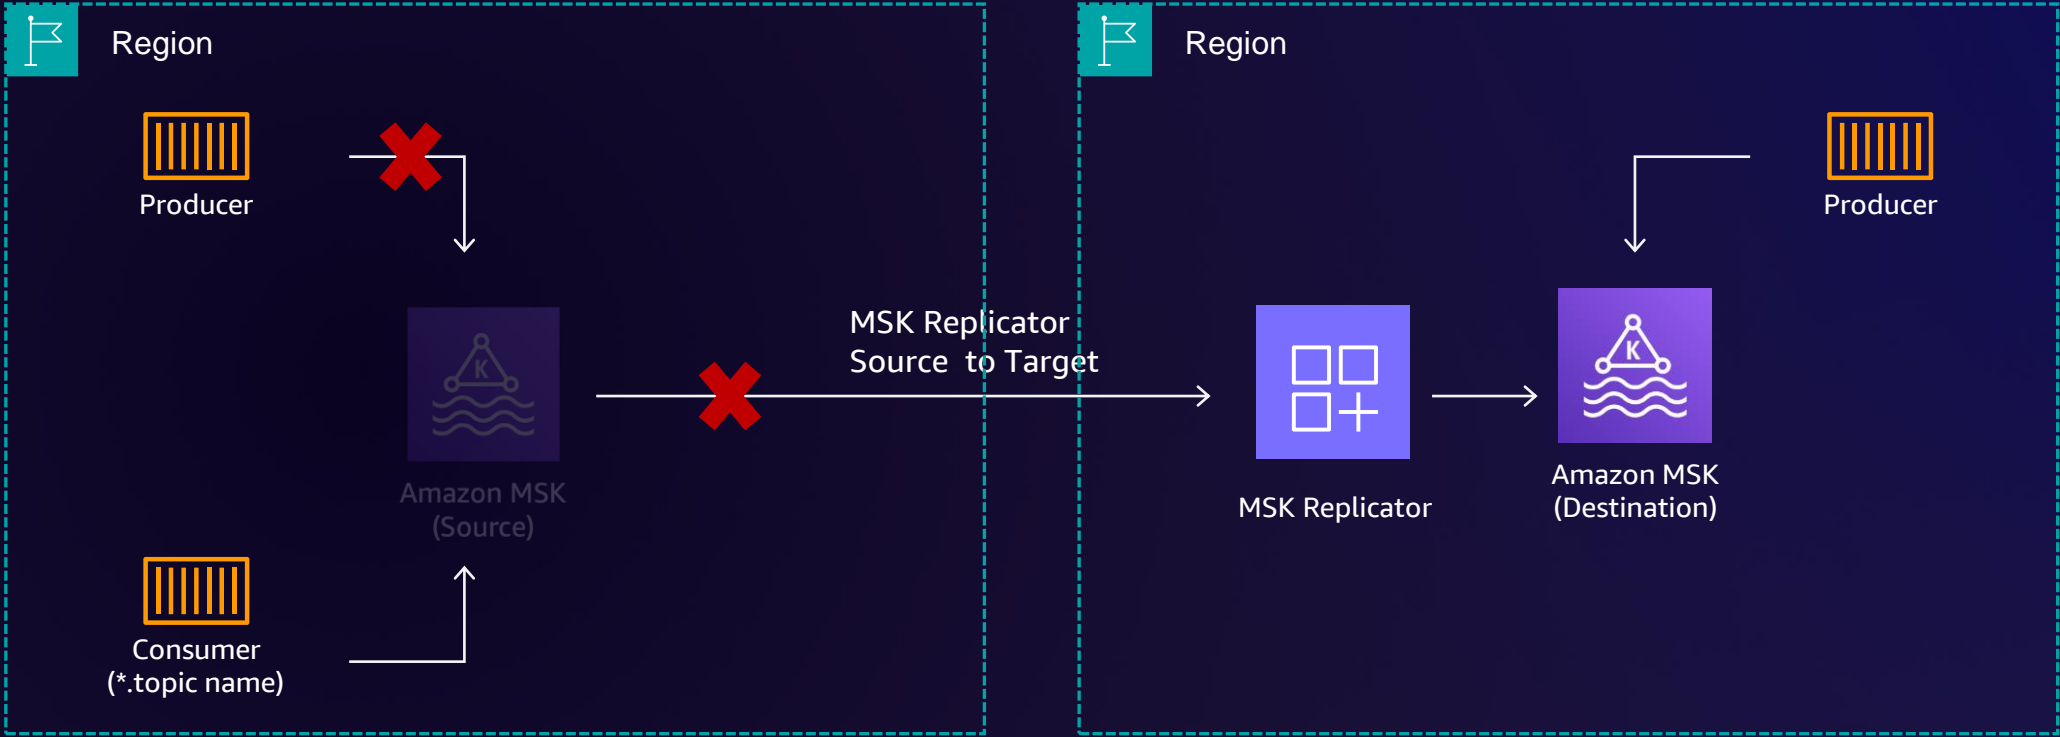 Region
Producer
K
Amazon MSK
(Source)
Consumer
(*.topic name)
MSK Replicator
Source  to Target
Region
Producer
MSK Replicator
K
Amazon MSK
(Destination)